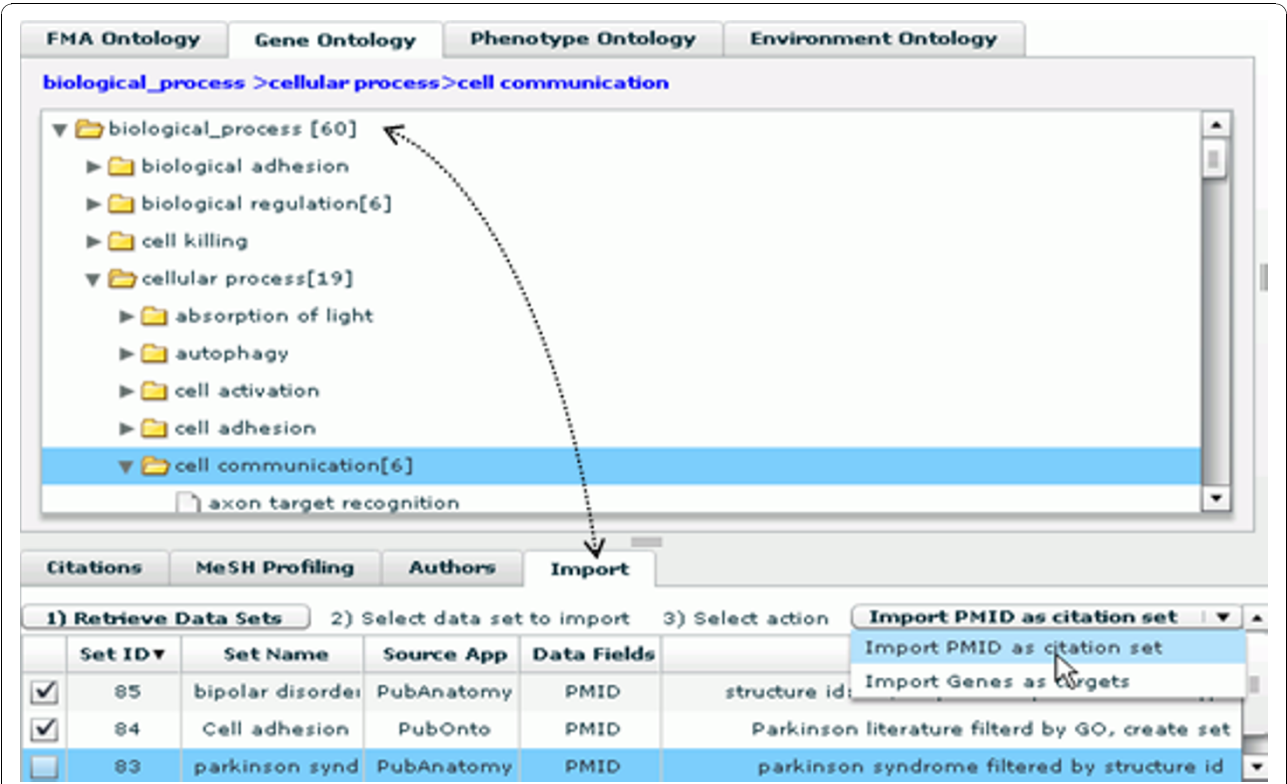 FMA Ontology Gene Ontology Phenotype Ontology Environment Ontology
biological_process >cellular process>cell communication
biological_process [60]
biological adhesion
biological regulation[6]
cell killing
cellular process[19]
absorption of light
autophagy
cell activation
cell adhesion
cell communication[6]
axon target recognition
Citations MeSH Profiling Authors Import
1) Retrieve Data Sets 2) Select data set to import 3) Select action Import PMID as citation set
Import PMID as citation set
Import Genes as targets
Set ID Set Name Source App Data Fields
85 bipolar disorder PubAnatomy PMID structure id:
84 Cell adhesion PubOnto PMID Parkinson literature filterd by GO, create set
83 parkinson synd PubAnatomy PMID parkinson syndrome filtered by structure id